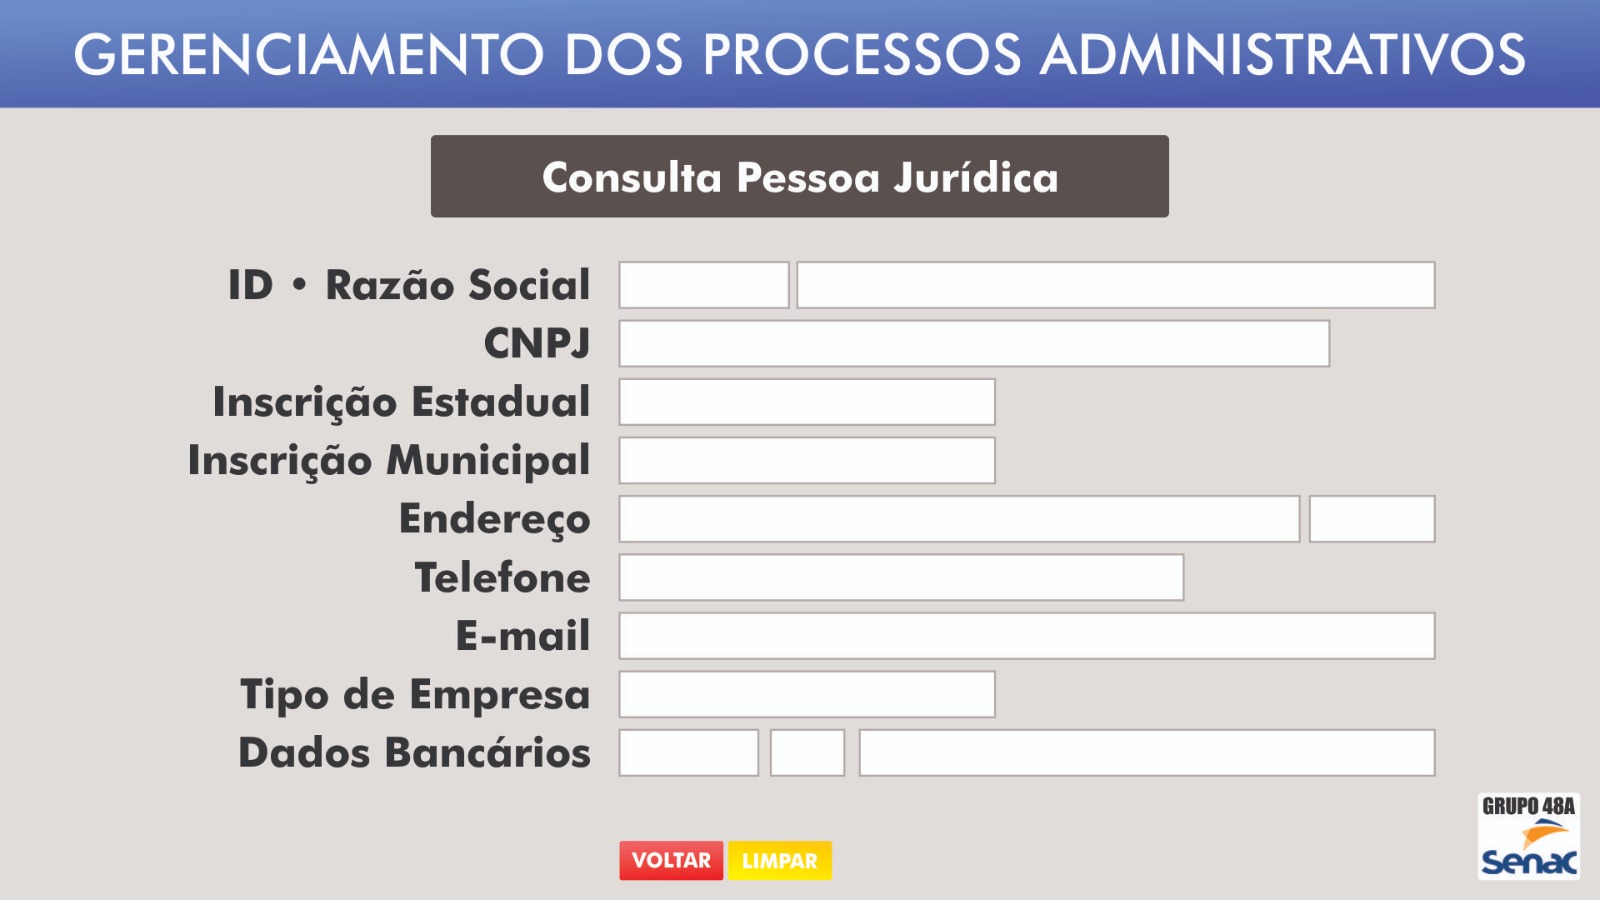 GERENCIAMENTO DOS PROCESSOS ADMINISTRATIVOS
Consulta Pessoa Jurídica
ID • Razão Social
CNPJ
Inscrição Estadual
Inscrição Municipal
Endereço
Telefone
E-mail
Tipo de Empresa
Dados Bancários
VOLTAR LIMPAR
GRUPO 48A
Senac